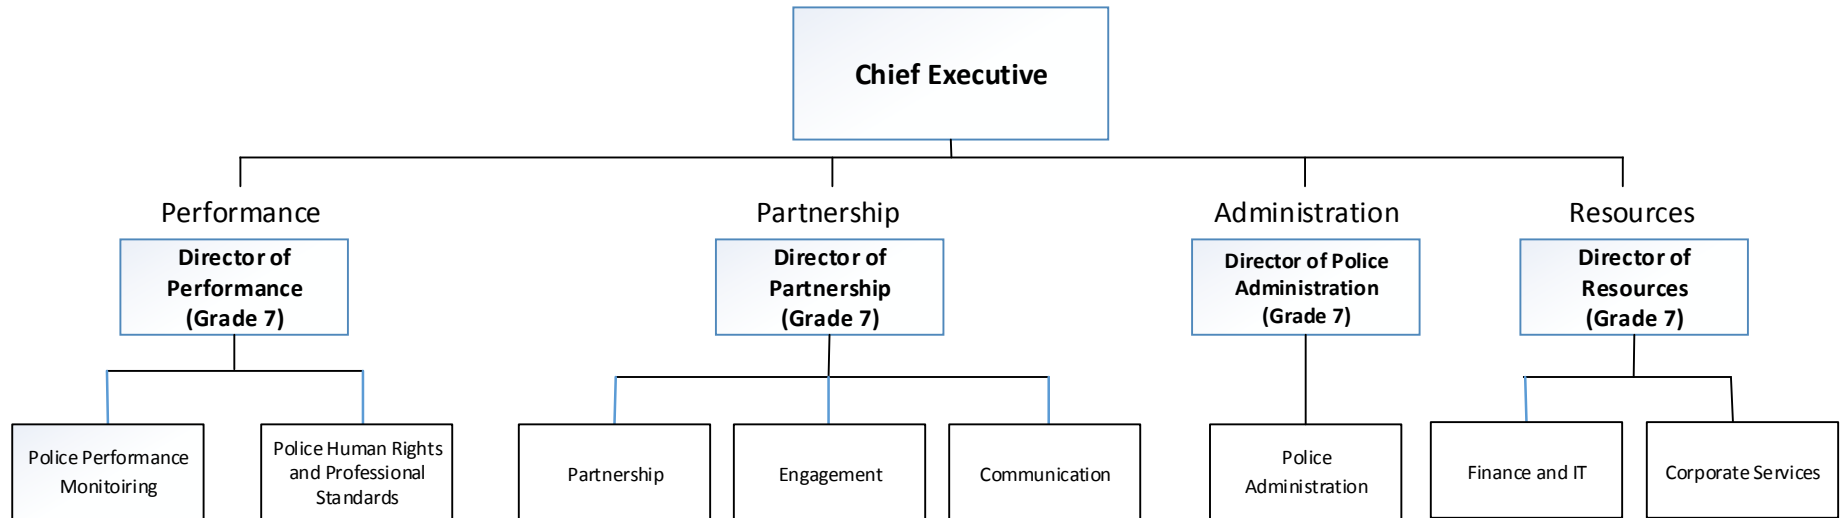 Chief Executive
Performance
Partnership
Administration
Resources
Director of
Performance
(Grade 7)
Director of
Partnership
(Grade 7)
Director of Police
Administration
(Grade 7)
Director of
Resources
(Grade 7)
Police Performance
Monitoiring
Police Human Rights
and Professional
Standards
Partnership
Engagement
Communication
Police
Administration
Finance and IT
Corporate Services